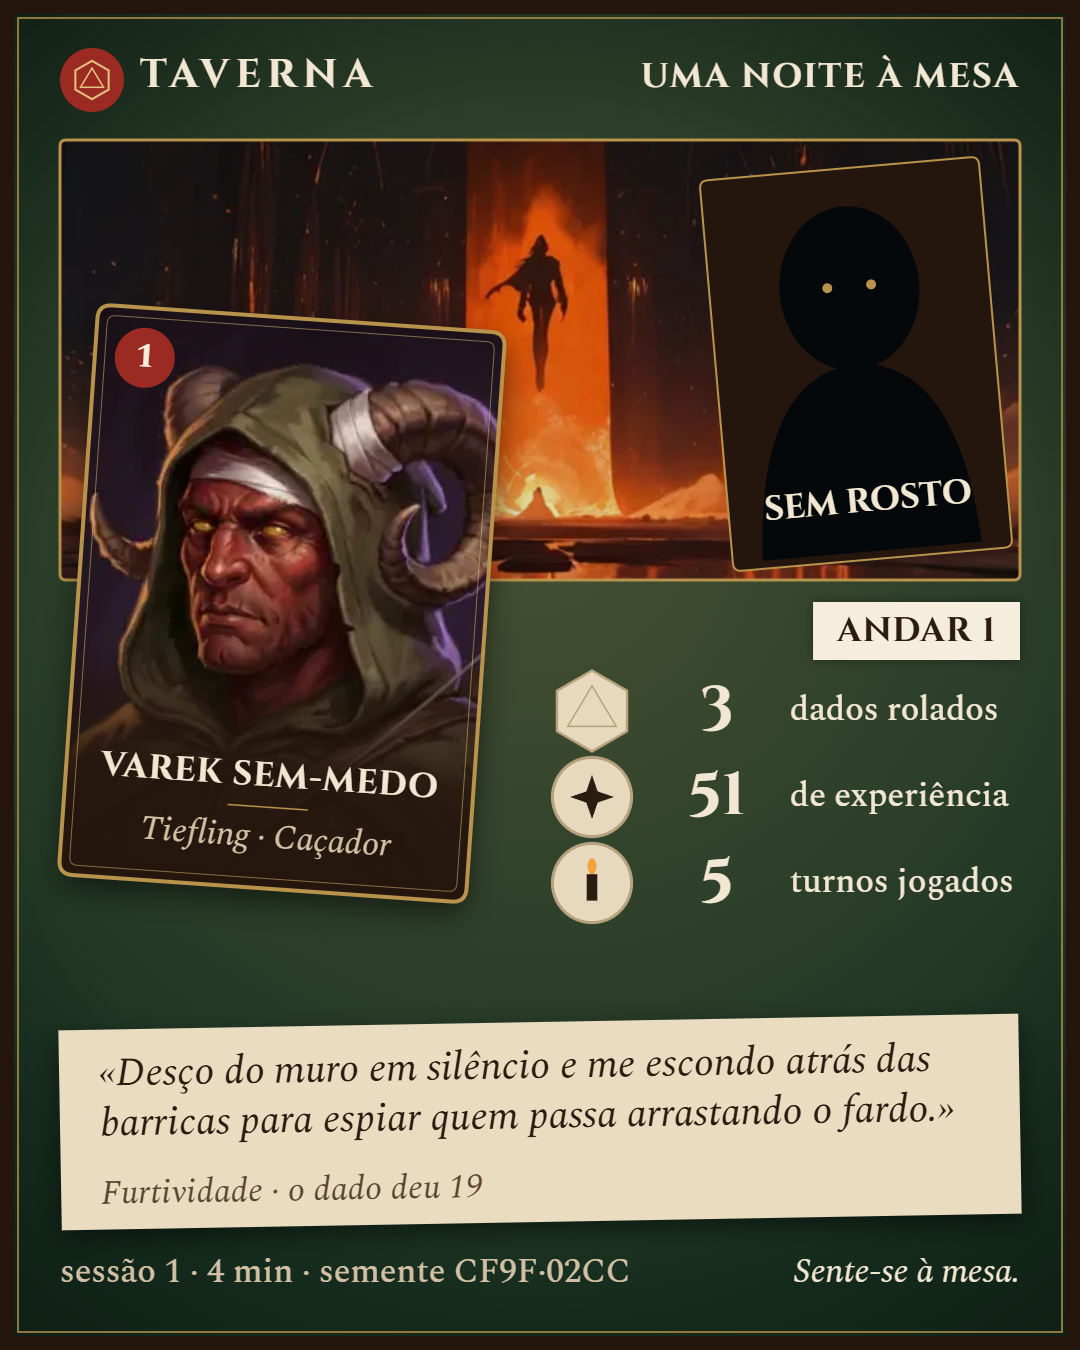 TAVERNA
UMA NOITE À MESA
1
SEM ROSTO
VAREK SEM-MEDO
Tiefling · Caçador
ANDAR 1
3 dados rolados
51 de experiência
5 turnos jogados
«Desço do muro em silêncio e me escondo atrás das
barricas para espiar quem passa arrastando o fardo.»
Furtividade · o dado deu 19
sessão 1 · 4 min · semente CF9F·02CC
Sente-se à mesa.